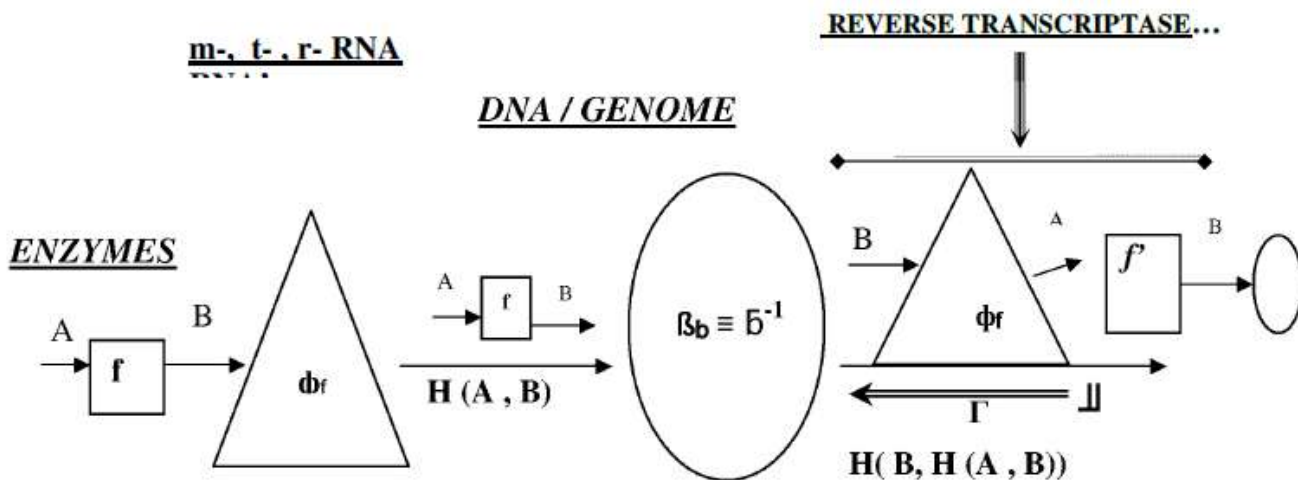 REVERSE TRANSCRIPTASE...
m-, t- , r- RNA
DNA / GENOME
ENZYMES
A
B
f
ϕf
A
f
B
H (A , B)
ßb ≡ Б⁻¹
B
A
ϕf
f’
B
Γ
H( B, H (A , B))